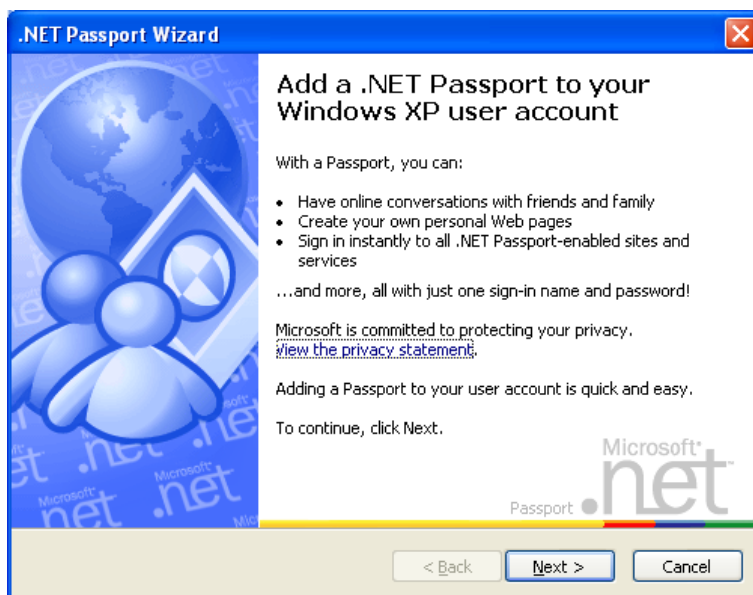 .NET Passport Wizard
Add a .NET Passport to your
Windows XP user account
With a Passport, you can:
• Have online conversations with friends and family
• Create your own personal Web pages
• Sign in instantly to all .NET Passport-enabled sites and
services
...and more, all with just one sign-in name and password!
Microsoft is committed to protecting your privacy.
View the privacy statement.
Adding a Passport to your user account is quick and easy.
To continue, click Next.
Microsoft
Passport .net
< Back
Next >
Cancel